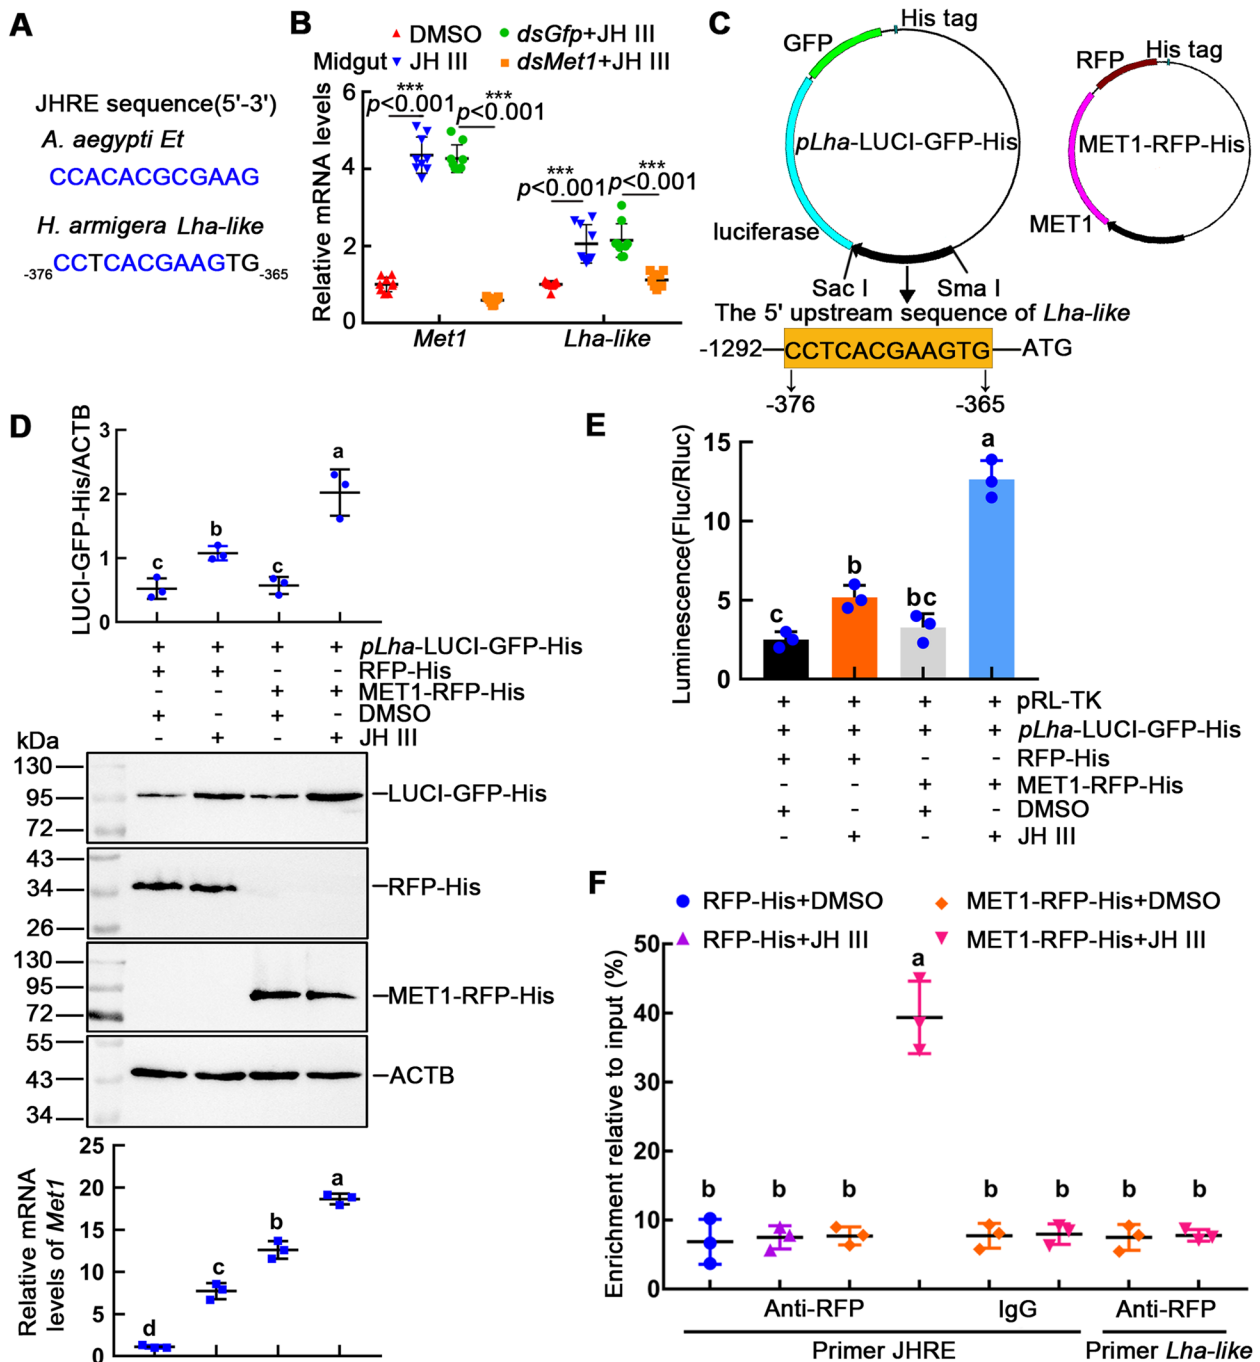 A
JHRE sequence(5'-3')
A. aegypti Et
CCACACGCGAAG
H. armigera Lha-like
-376CCTCACGAAGTG-365
B
DMSO
dsGfp+JH III
Midgut
JH III
dsMet1+JH III
Relative mRNA levels
6
4
2
0
***
p<0.001
***
p<0.001
***
p<0.001
***
p<0.001
Met1
Lha-like
C
His tag
GFP
pLha-LUCI-GFP-His
luciferase
Sac I
Sma I
RFP
His tag
MET1-RFP-His
MET1
The 5' upstream sequence of Lha-like
-1292 CCTCACGAAGTG ATG
-376
-365
D
LUCI-GFP-His/ACTB
3
2
1
0
c
b
c
a
+ + + + pLha-LUCI-GFP-His
+ + - - RFP-His
- - + + MET1-RFP-His
+ - + - DMSO
- + - + JH III
kDa
130
95
72
LUCI-GFP-His
43
34
26
RFP-His
130
95
72
MET1-RFP-His
55
43
34
ACTB
Relative mRNA
levels of Met1
25
20
15
10
5
0
d
c
b
a
E
Luminescence(Fluc/Rluc)
15
10
5
0
c
b
bc
a
+ + + + pRL-TK
+ + + + pLha-LUCI-GFP-His
+ + - - RFP-His
- - + + MET1-RFP-His
+ - + - DMSO
- + - + JH III
F
RFP-His+DMSO
MET1-RFP-His+DMSO
RFP-His+JH III
MET1-RFP-His+JH III
Enrichment relative to input (%)
50
40
30
20
10
0
b b b a b b b b
Anti-RFP
IgG
Anti-RFP
Primer JHRE
Primer Lha-like